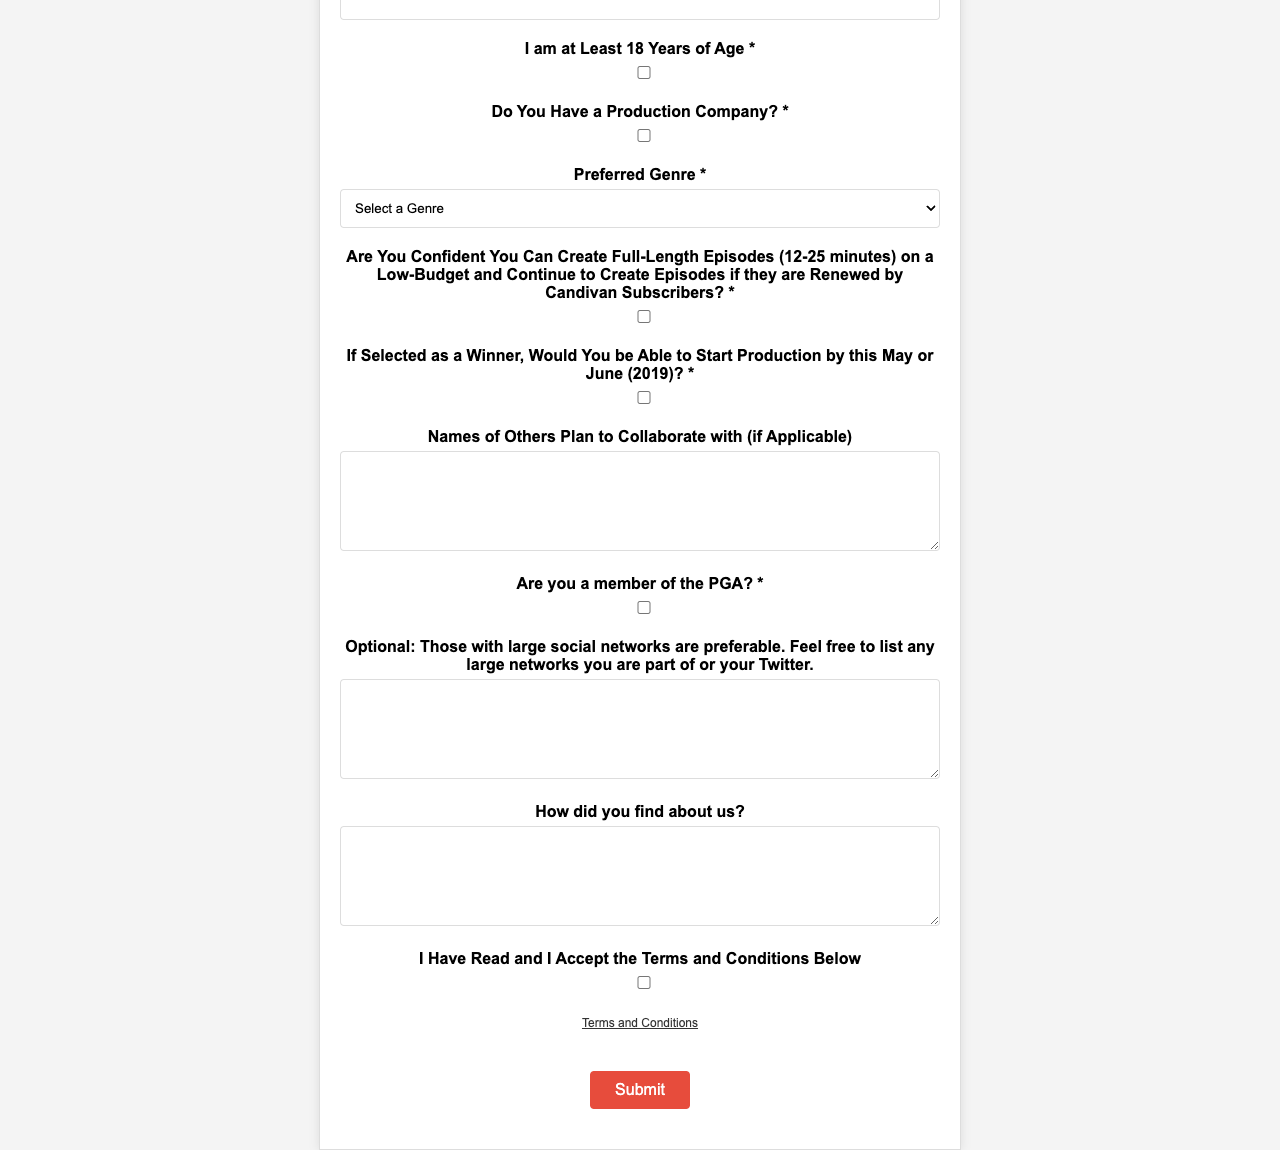 I am at Least 18 Years of Age *
Do You Have a Production Company? *
Preferred Genre *
Select a Genre
Are You Confident You Can Create Full-Length Episodes (12-25 minutes) on a
Low-Budget and Continue to Create Episodes if they are Renewed by
Candivan Subscribers? *
If Selected as a Winner, Would You be Able to Start Production by this May or
June (2019)? *
Names of Others Plan to Collaborate with (if Applicable)
Are you a member of the PGA? *
Optional: Those with large social networks are preferable. Feel free to list any
large networks you are part of or your Twitter.
How did you find about us?
I Have Read and I Accept the Terms and Conditions Below
Terms and Conditions
Submit